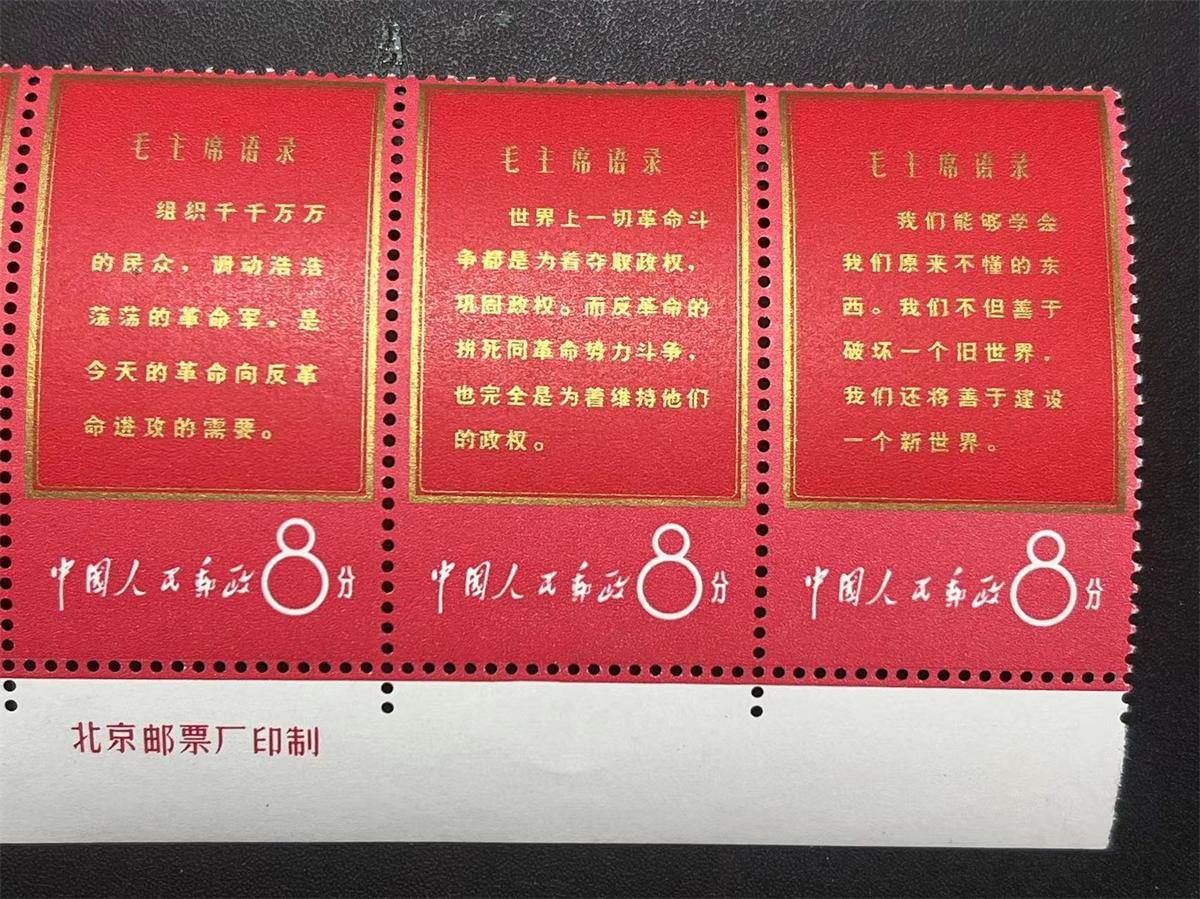 毛主席语录
组织千千万万
的民众，调动浩浩
荡荡的革命军，是
今天的革命向反革
命进攻的需要。
中国人民邮政8分
毛主席语录
世界上一切革命斗
争都是为着夺取政权，
巩固政权。而反革命的
拚死同革命势力斗争，
也完全是为着维持他们
的政权。
中国人民邮政8分
毛主席语录
我们能够学会
我们原来不懂的东
西。我们不但善于
破坏一个旧世界，
我们还将善于建设
一个新世界。
中国人民邮政8分
北京邮票厂印制